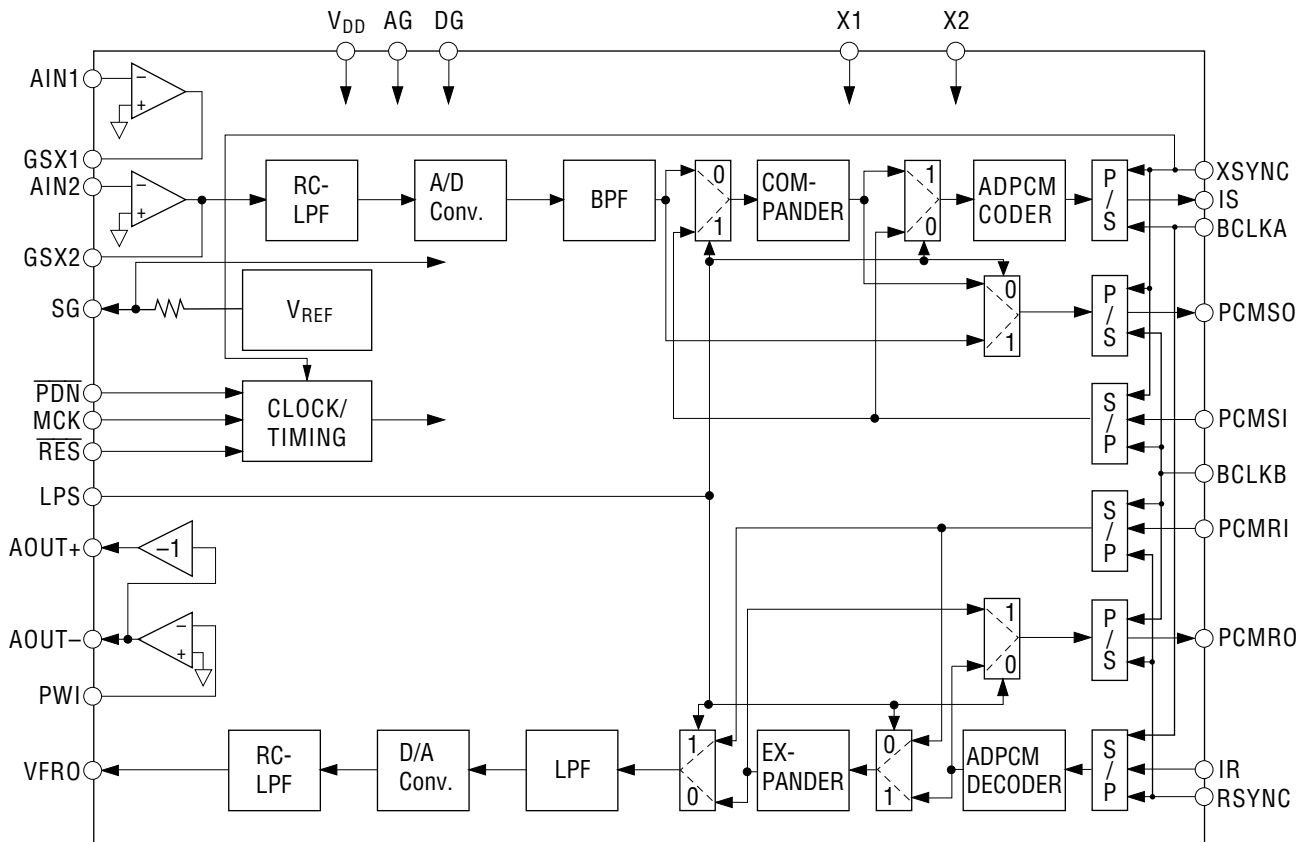 VDD AG DG X1 X2
AIN1
GSX1
AIN2
GSX2
SG
PDN
MCK
RES
LPS
AOUT+
AOUT–
PWI
VFRO
–
+
–
+
RC-
LPF
A/D
Conv.
BPF
0
1
COM-
PANDER
1
0
ADPCM
CODER
P
/
S
XSYNC
IS
BCLKA
VREF
0
1
P
/
S
PCMSO
CLOCK/
TIMING
S
/
P
PCMSI
BCLKB
S
/
P
PCMRI
–1
–
+
1
0
P
/
S
PCMRO
RC-
LPF
D/A
Conv.
LPF
1
0
EX-
PANDER
0
1
ADPCM
DECODER
S
/
P
IR
RSYNC